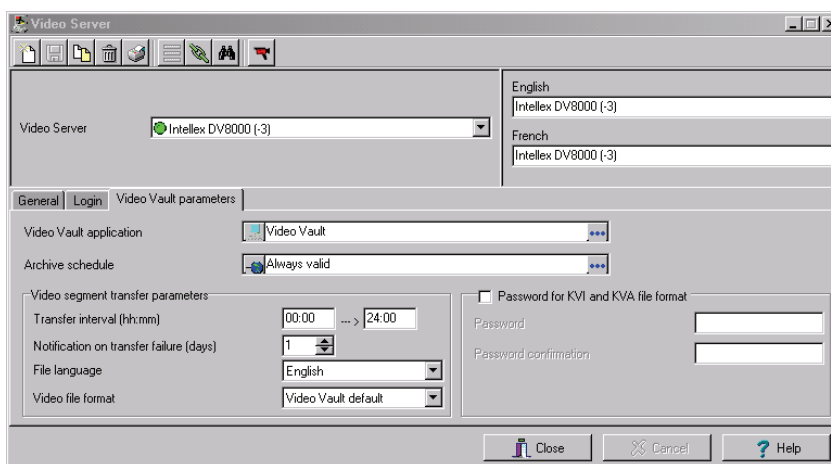 Video Server
English
Intellex DV8000 (-3)
Video Server
Intellex DV8000 (-3)
French
Intellex DV8000 (-3)
General
Login
Video Vault parameters
Video Vault application
Video Vault
Archive schedule
Always valid
Video segment transfer parameters
Transfer interval (hh:mm)
00:00 ... > 24:00
Notification on transfer failure (days)
1
File language
English
Video file format
Video Vault default
Password for KVI and KVA file format
Password
Password confirmation
Close
Cancel
Help